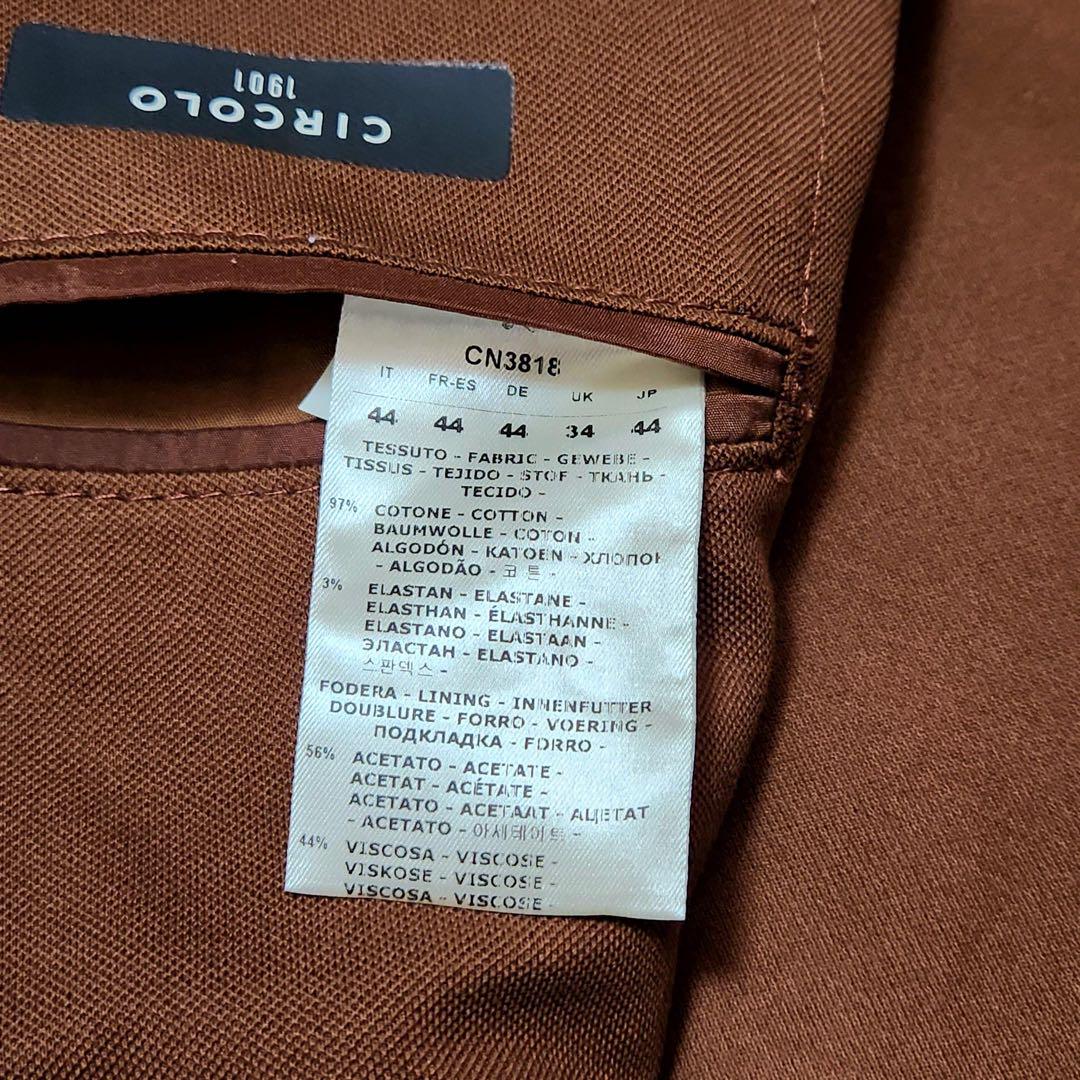 CIRCOLO
1901
CN3818
IT FR-ES DE UK JP
44 44 44 34 44
TESSUTO - FABRIC - GEWEBE -
TISSUS - TEJIDO - STOF - ТКАНЬ -
TECIDO -
97% COTONE - COTTON -
BAUMWOLLE - COTON -
ALGODÓN - KATOEN - ХЛОПОК
- ALGODÃO - 코튼 -
3% ELASTAN - ELASTANE -
ELASTHAN - ÉLASTHANNE -
ELASTANO - ELASTAAN -
ЭЛАСТАН - ELASTANO -
스판덱스 -
FODERA - LINING - INNENFUTTER
DOUBLURE - FORRO - VOERING -
ПОДКЛАДКА - FORRO -
56% ACETATO - ACETATE -
ACETAT - ACÉTATE -
ACETATO - ACETAAT - АЦЕТАТ
- ACETATO - 아세테이트 -
44% VISCOSA - VISCOSE -
VISKOSE - VISCOSE -
VISCOSA - VISCOSE -